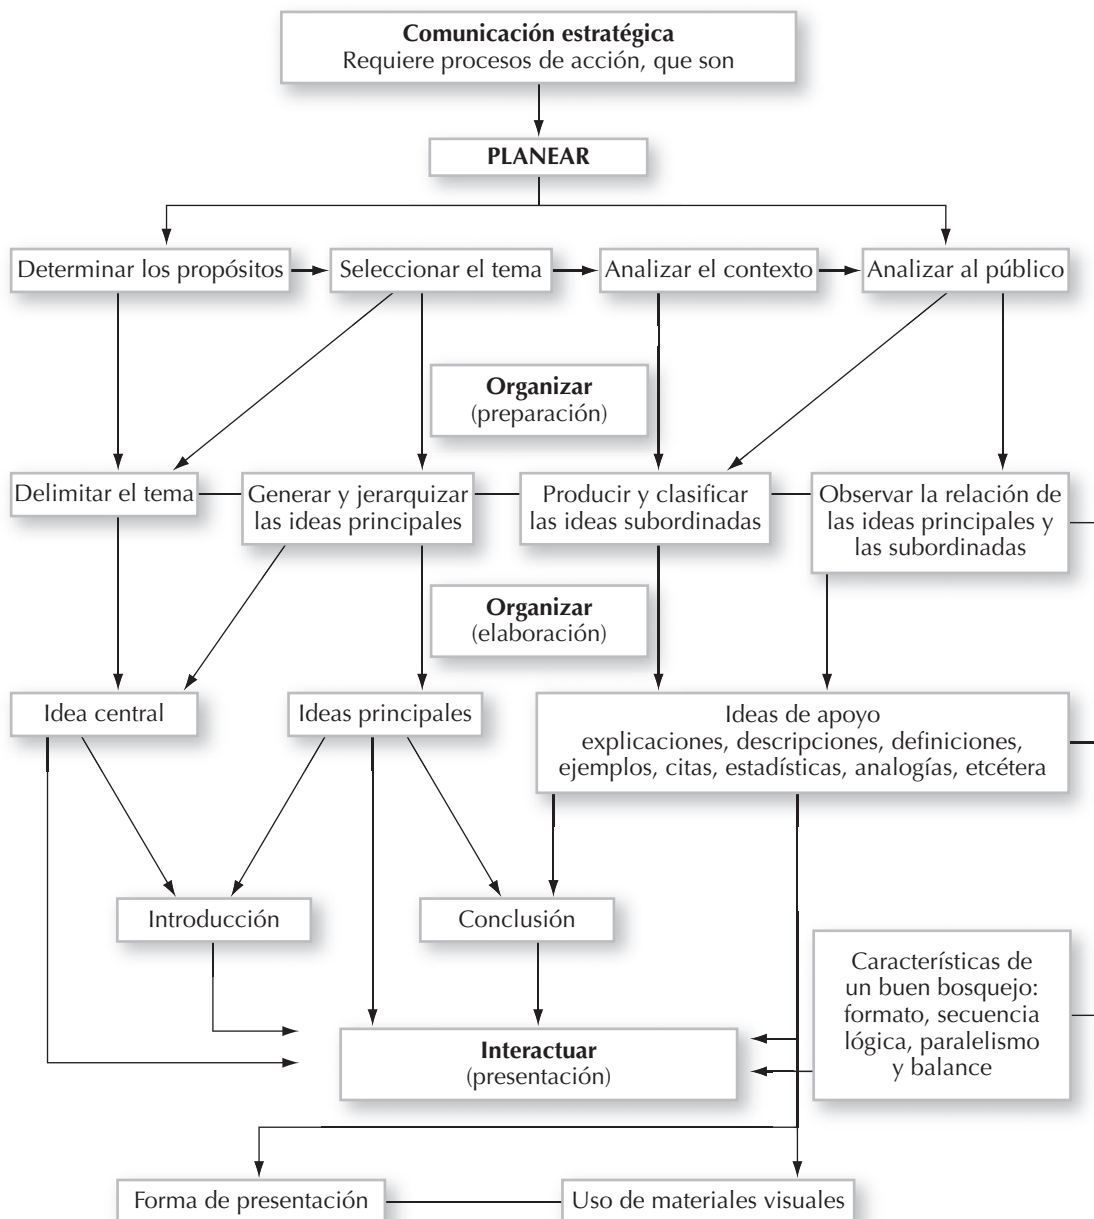 Comunicación estratégica
Requiere procesos de acción, que son
PLANEAR
Determinar los propósitos
Seleccionar el tema
Analizar el contexto
Analizar al público
Organizar
(preparación)
Delimitar el tema
Generar y jerarquizar
las ideas principales
Producir y clasificar
las ideas subordinadas
Observar la relación de
las ideas principales y
las subordinadas
Organizar
(elaboración)
Idea central
Ideas principales
Ideas de apoyo
explicaciones, descripciones, definiciones,
ejemplos, citas, estadísticas, analogías, etcétera
Introducción
Conclusión
Características de
un buen bosquejo:
formato, secuencia
lógica, paralelismo
y balance
Interactuar
(presentación)
Forma de presentación
Uso de materiales visuales